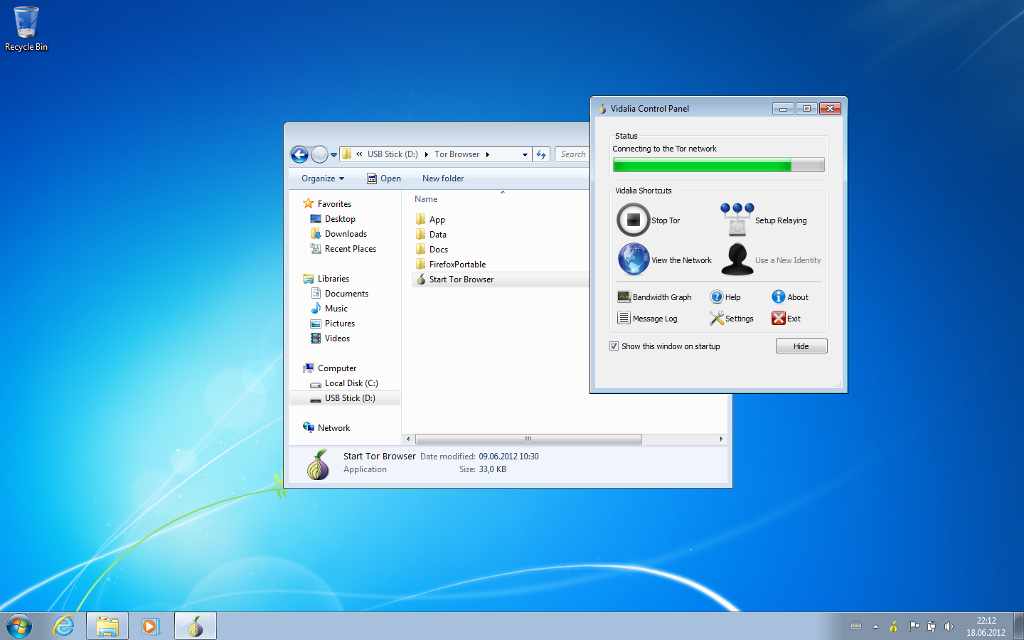 Recycle Bin
« USB Stick (D:) Tor Browser
Search
Organize
Open
New folder
Favorites
Desktop
Downloads
Recent Places
Libraries
Documents
Music
Pictures
Videos
Computer
Local Disk (C:)
USB Stick (D:)
Network
Name
App
Data
Docs
FirefoxPortable
Start Tor Browser
Start Tor Browser Date modified: 09.06.2012 10:30
Application Size: 33,0 KB
Vidalia Control Panel
Status
Connecting to the Tor network
Vidalia Shortcuts
Stop Tor
Setup Relaying
View the Network
Use a New Identity
Bandwidth Graph
Help
About
Message Log
Settings
Exit
Show this window on startup
Hide
22:12
18.06.2012